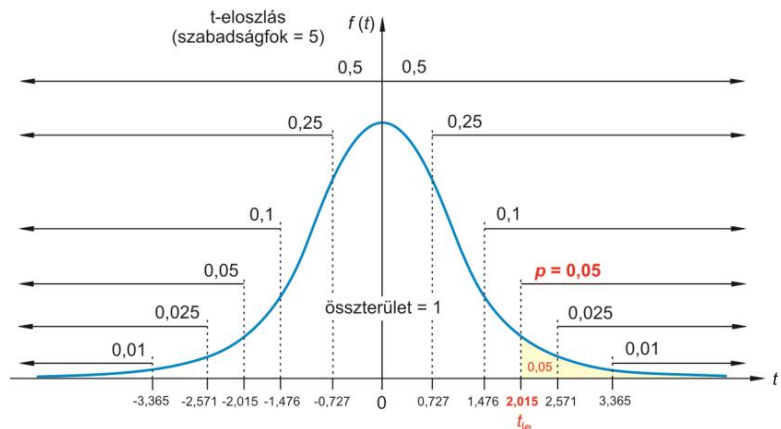 t-eloszlás
(szabadságfok = 5)
f (t)
0,5 0,5
0,25 0,25
0,1 0,1
0,05 p = 0,05
0,025 összterület = 1 0,025
0,01 0,05 0,01
-3,365 -2,571 -2,015 -1,476 -0,727 0 0,727 1,476 2,015 2,571 3,365 t
t_le